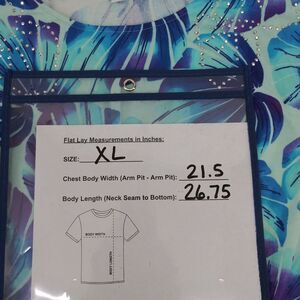 Flat Lay Measurements in Inches:
SIZE: XL
Chest Body Width (Arm Pit - Arm Pit): 21.5
Body Length (Neck Seam to Bottom): 26.75
BODY WIDTH
BODY LENGTH